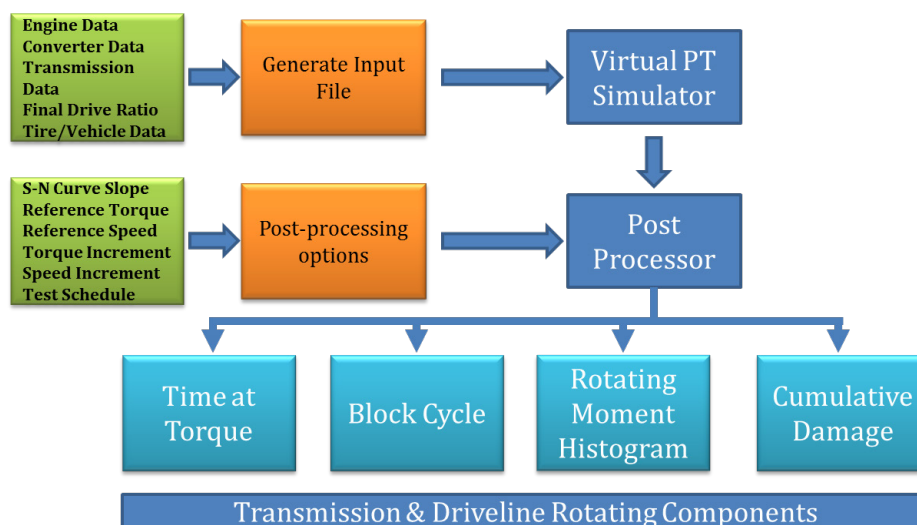 Engine Data
Converter Data
Transmission
Data
Final Drive Ratio
Tire/Vehicle Data
Generate Input
File
Virtual PT
Simulator
S-N Curve Slope
Reference Torque
Reference Speed
Torque Increment
Speed Increment
Test Schedule
Post-processing
options
Post
Processor
Time at
Torque
Block Cycle
Rotating
Moment
Histogram
Cumulative
Damage
Transmission & Driveline Rotating Components